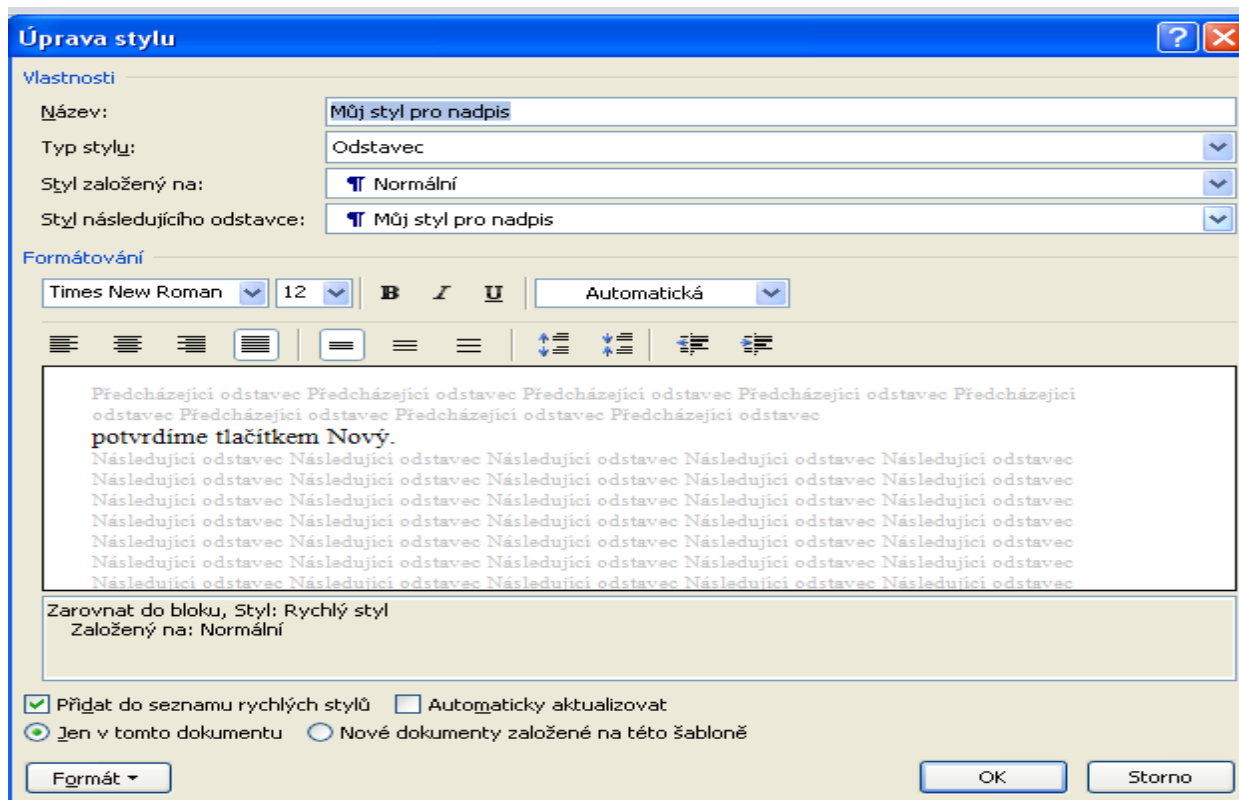 Úprava stylu
Vlastnosti
Název: Můj styl pro nadpis
Typ stylu: Odstavec
Styl založený na: ¶ Normální
Styl následujícího odstavce: ¶ Můj styl pro nadpis
Formátování
Times New Roman 12 B I U Automatická
Předcházející odstavec Předcházející odstavec Předcházející odstavec Předcházející odstavec Předcházející
odstavec Předcházející odstavec Předcházející odstavec Předcházející odstavec
potvrdíme tlačítkem Nový.
Následující odstavec Následující odstavec Následující odstavec Následující odstavec Následující odstavec
Následující odstavec Následující odstavec Následující odstavec Následující odstavec Následující odstavec
Následující odstavec Následující odstavec Následující odstavec Následující odstavec Následující odstavec
Následující odstavec Následující odstavec Následující odstavec Následující odstavec Následující odstavec
Následující odstavec Následující odstavec Následující odstavec Následující odstavec Následující odstavec
Následující odstavec Následující odstavec Následující odstavec Následující odstavec Následující odstavec
Následující odstavec Následující odstavec Následující odstavec Následující odstavec Následující odstavec
Zarovnat do bloku, Styl: Rychlý styl
Založený na: Normální
Přidat do seznamu rychlých stylů Automaticky aktualizovat
Jen v tomto dokumentu Nové dokumenty založené na této šabloně
Formát OK Storno